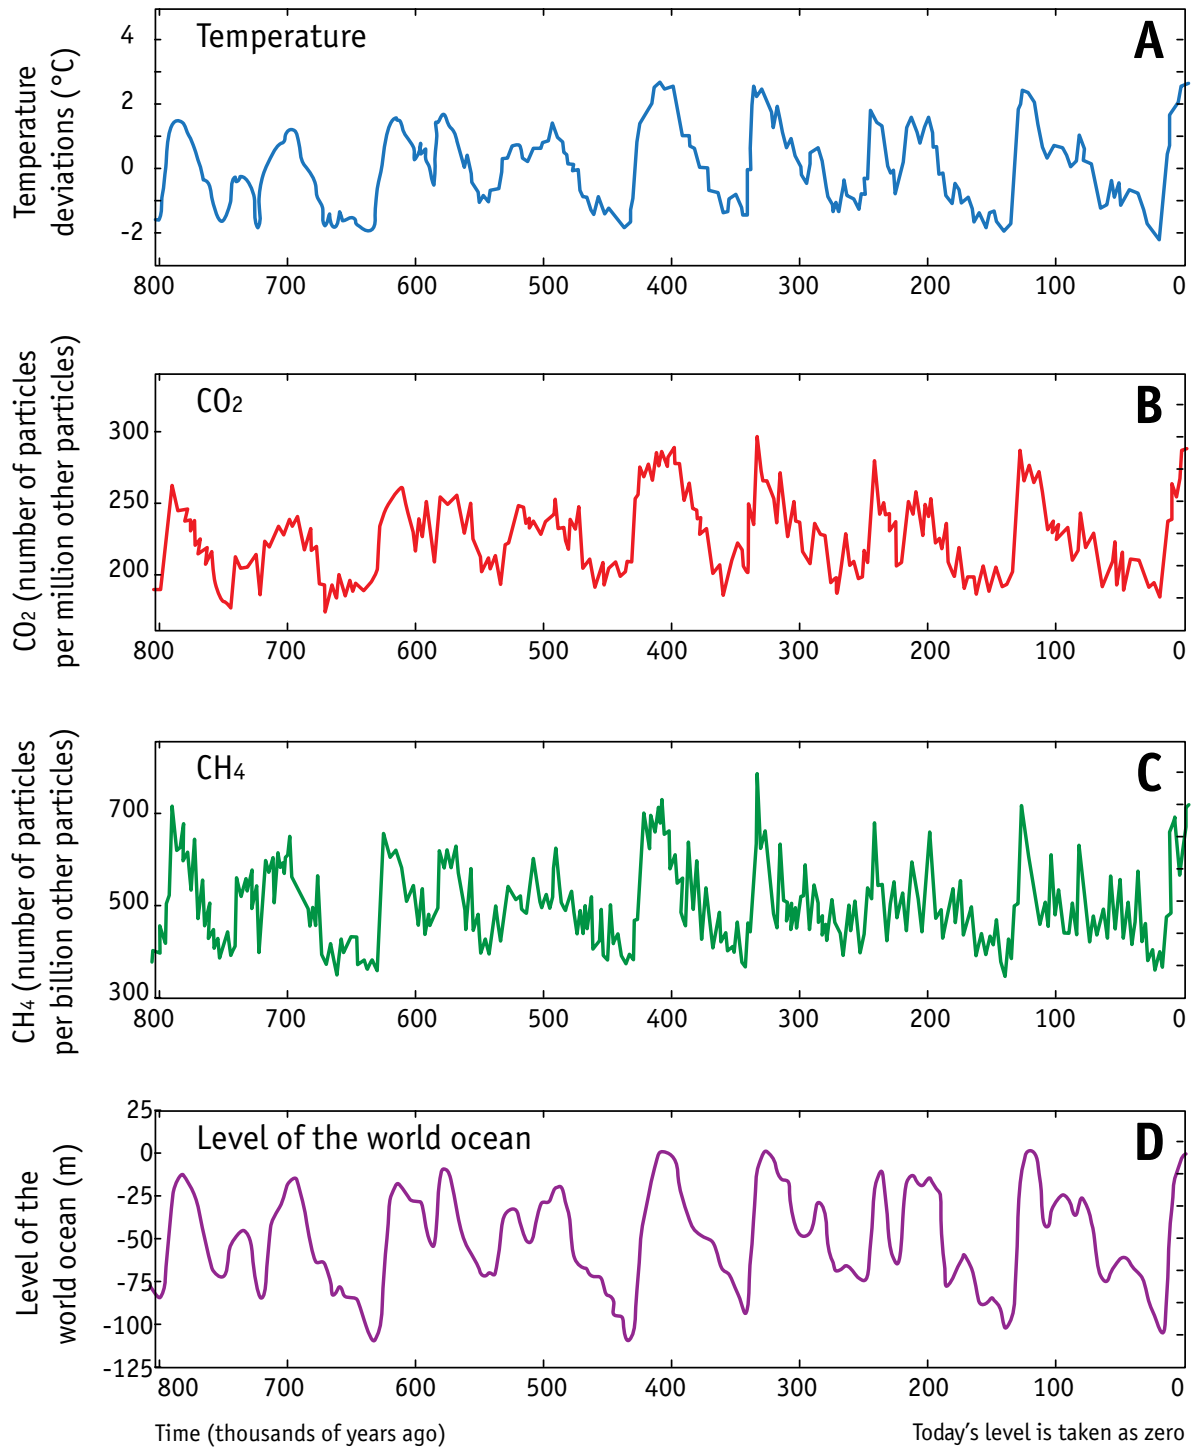 Temperature
A
Temperature
deviations (°C)
4
2
0
-2
800 700 600 500 400 300 200 100 0
CO2
B
CO2 (number of particles
per million other particles)
300
250
200
800 700 600 500 400 300 200 100 0
CH4
C
CH4 (number of particles
per billion other particles)
700
500
300
800 700 600 500 400 300 200 100 0
Level of the world ocean
D
Level of the
world ocean (m)
25
0
-25
-50
-75
-100
-125
800 700 600 500 400 300 200 100 0
Time (thousands of years ago)
Today's level is taken as zero